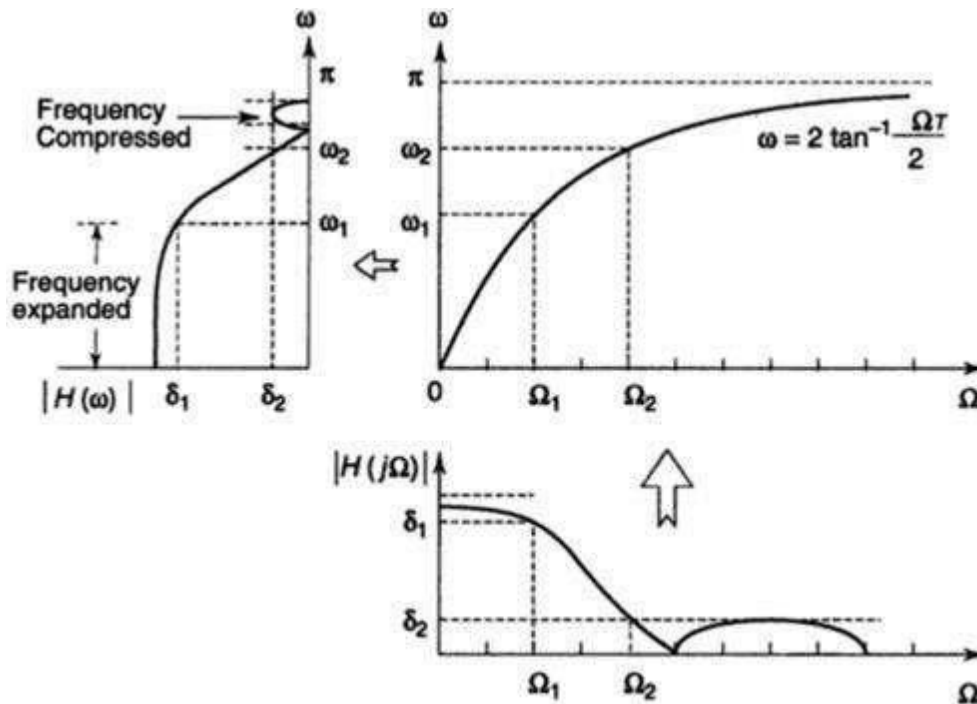 ω
π
Frequency
Compressed
ω₂
ω₁
Frequency
expanded
|H(ω)| δ₁ δ₂
ω
π
ω₂
ω₁
ω = 2 tan⁻¹ Ωτ/2
0 Ω₁ Ω₂ Ω
|H(jΩ)|
δ₁
δ₂
Ω₁ Ω₂ Ω